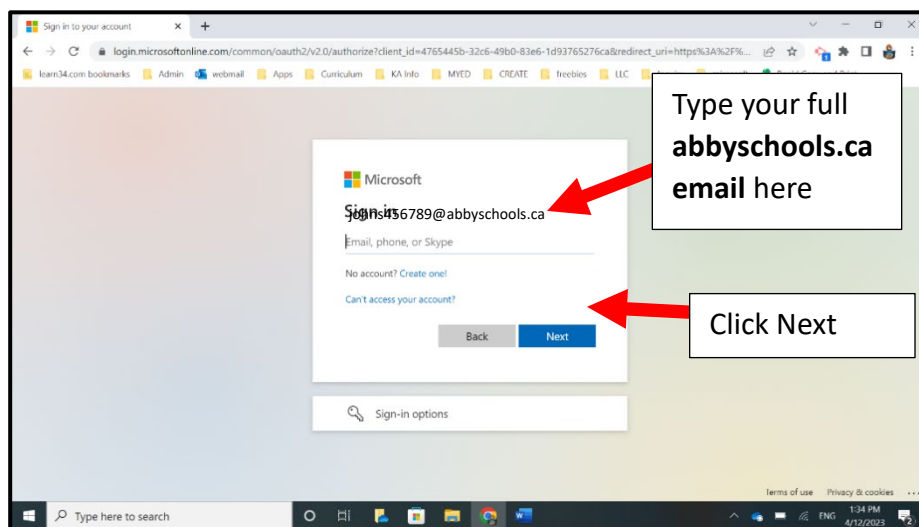 Sign in to your account
login.microsoftonline.com/common/oauth2/v2.0/authorize?client_id=4765445b-32c6-49b0-83e6-1d93765276ca&redirect_uri=https%3A%2F%...
learn34.com bookmarks Admin webmail Apps Curriculum KA Info MYED CREATE freebies LLC
Type your full
abbyschools.ca
email here
Microsoft
Sign in
johns456789@abbyschools.ca
Email, phone, or Skype
No account? Create one!
Can't access your account?
Click Next
Back Next
Sign-in options
Terms of use Privacy & cookies ...
Type here to search
ENG
1:34 PM
4/12/2023